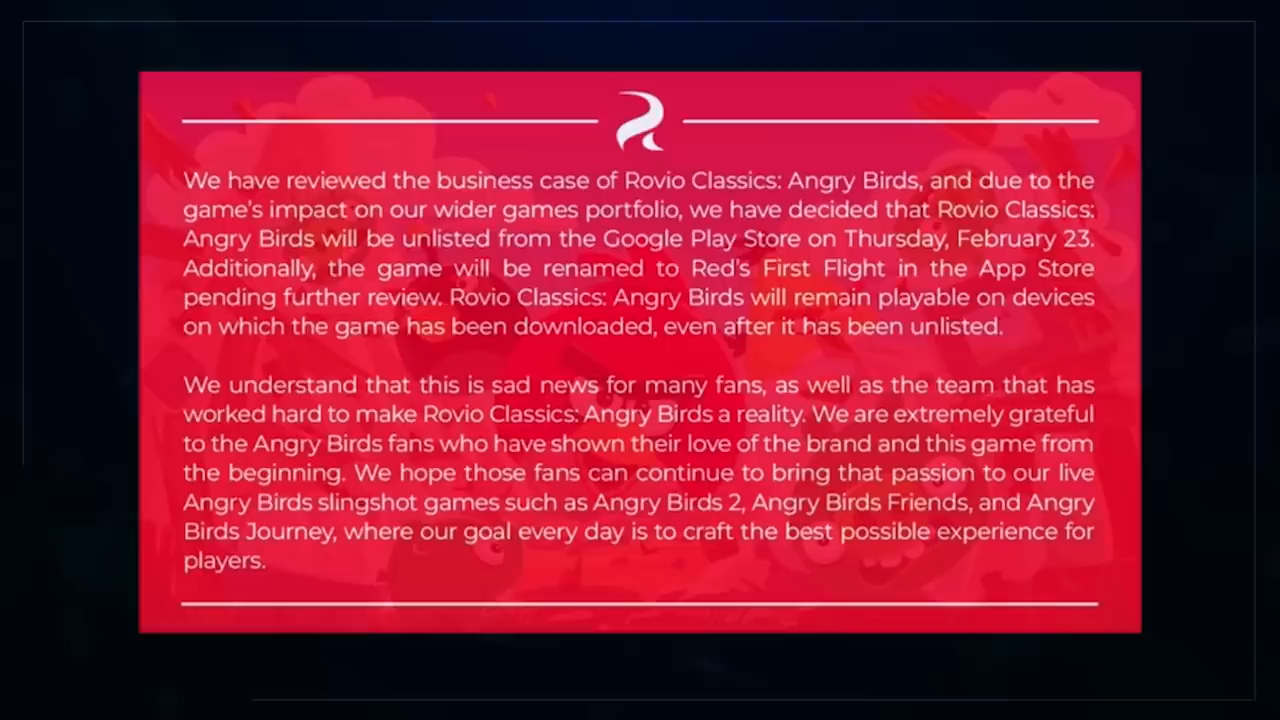 We have reviewed the business case of Rovio Classics: Angry Birds, and due to the
game's impact on our wider games portfolio, we have decided that Rovio Classics:
Angry Birds will be unlisted from the Google Play Store on Thursday, February 23.
Additionally, the game will be renamed to Red's First Flight in the App Store
pending further review. Rovio Classics: Angry Birds will remain playable on devices
on which the game has been downloaded, even after it has been unlisted.
We understand that this is sad news for many fans, as well as the team that has
worked hard to make Rovio Classics: Angry Birds a reality. We are extremely grateful
to the Angry Birds fans who have shown their love of the brand and this game from
the beginning. We hope those fans can continue to bring that passion to our live
Angry Birds slingshot games such as Angry Birds 2, Angry Birds Friends, and Angry
Birds Journey, where our goal every day is to craft the best possible experience for
players.